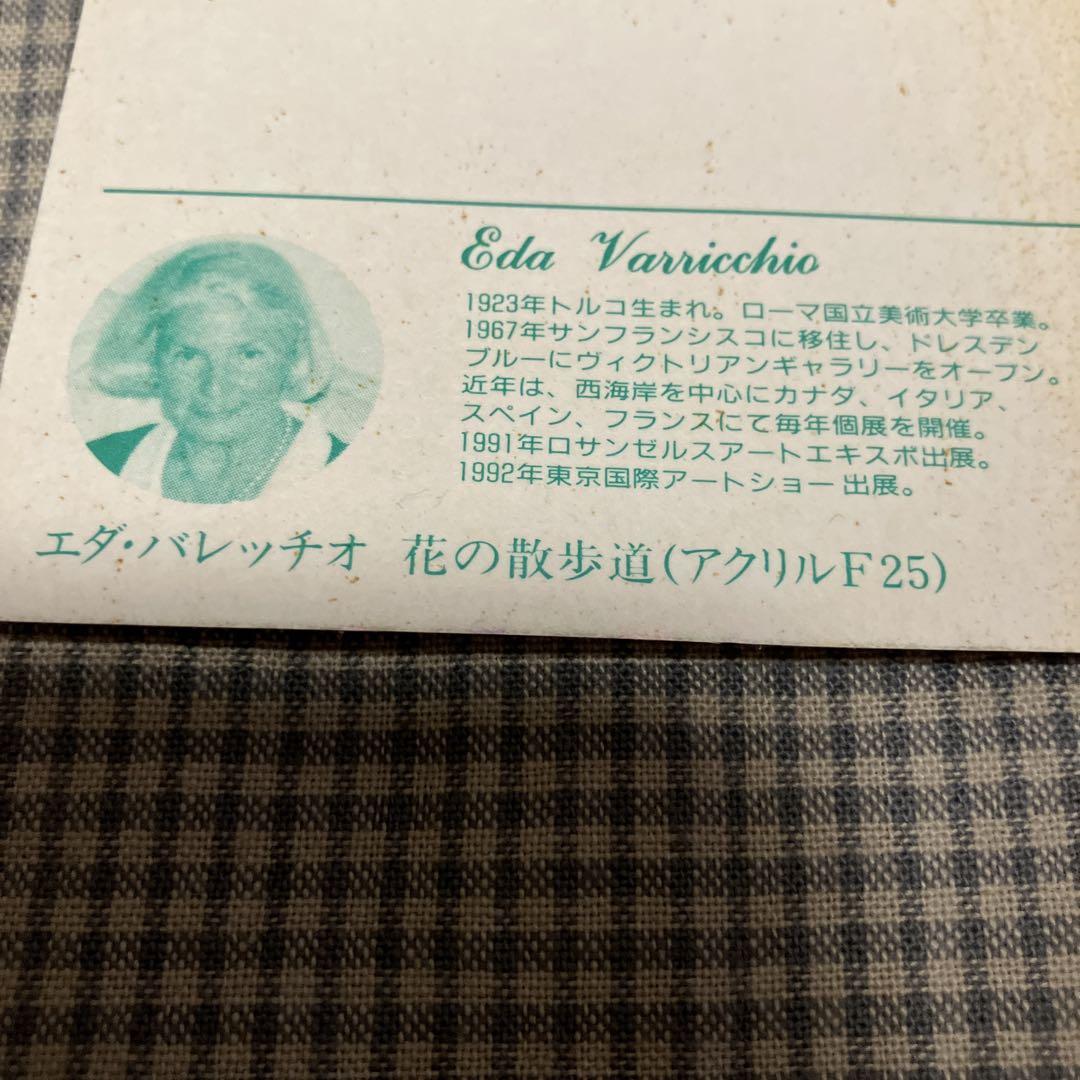 Eda Varricchio
1923年トルコ生まれ。ローマ国立美術大学卒業。
1967年サンフランシスコに移住し、ドレスデン
ブルーにヴィクトリアンギャラリーをオープン。
近年は、西海岸を中心にカナダ、イタリア、
スペイン、フランスにて毎年個展を開催。
1991年ロサンゼルスアートエキスポ出展。
1992年東京国際アートショー出展。
エダ・バレッチオ 花の散歩道(アクリルF25)